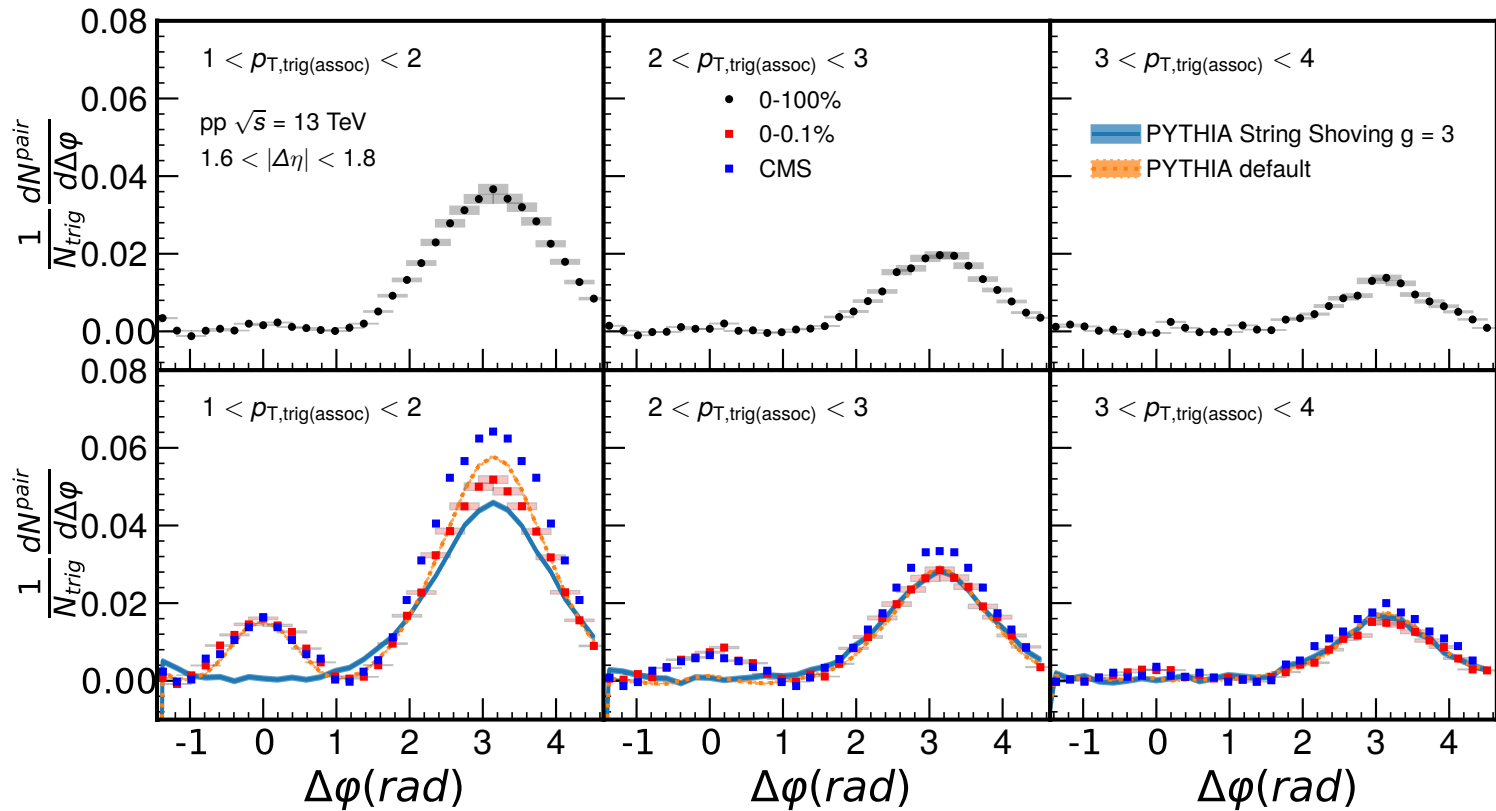 0.08
0.06
0.04
0.02
0.00
1/N_trig dN^pair/dΔφ
1 < p_T,trig(assoc) < 2
pp √s = 13 TeV
1.6 < |Δη| < 1.8
2 < p_T,trig(assoc) < 3
0-100%
0-0.1%
CMS
3 < p_T,trig(assoc) < 4
PYTHIA String Shoving g = 3
PYTHIA default
0.08
0.06
0.04
0.02
0.00
1/N_trig dN^pair/dΔφ
1 < p_T,trig(assoc) < 2
2 < p_T,trig(assoc) < 3
3 < p_T,trig(assoc) < 4
-1 0 1 2 3 4
-1 0 1 2 3 4
-1 0 1 2 3 4
Δφ(rad)
Δφ(rad)
Δφ(rad)